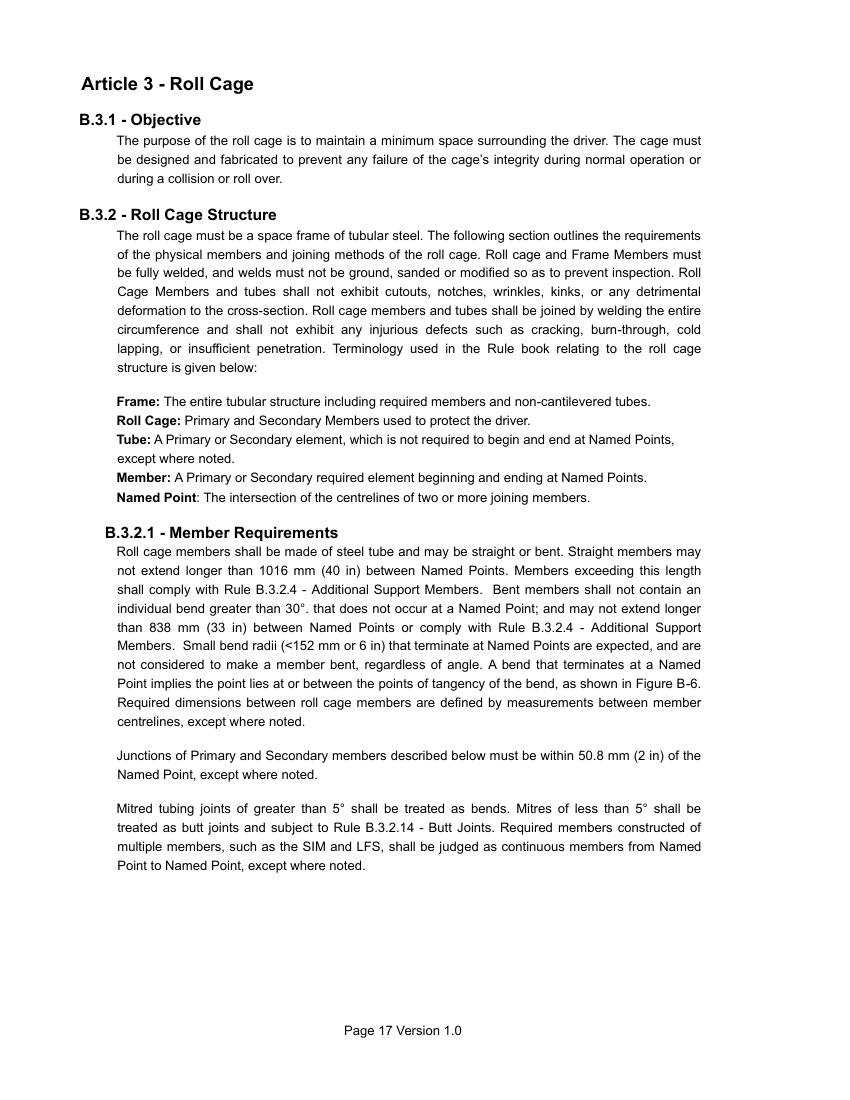 Article 3 - Roll Cage
B.3.1 - Objective
The purpose of the roll cage is to maintain a minimum space surrounding the driver. The cage must
be designed and fabricated to prevent any failure of the cage’s integrity during normal operation or
during a collision or roll over.
B.3.2 - Roll Cage Structure
The roll cage must be a space frame of tubular steel. The following section outlines the requirements
of the physical members and joining methods of the roll cage. Roll cage and Frame Members must
be fully welded, and welds must not be ground, sanded or modified so as to prevent inspection. Roll
Cage Members and tubes shall not exhibit cutouts, notches, wrinkles, kinks, or any detrimental
deformation to the cross-section. Roll cage members and tubes shall be joined by welding the entire
circumference and shall not exhibit any injurious defects such as cracking, burn-through, cold
lapping, or insufficient penetration. Terminology used in the Rule book relating to the roll cage
structure is given below:
Frame: The entire tubular structure including required members and non-cantilevered tubes.
Roll Cage: Primary and Secondary Members used to protect the driver.
Tube: A Primary or Secondary element, which is not required to begin and end at Named Points,
except where noted.
Member: A Primary or Secondary required element beginning and ending at Named Points.
Named Point: The intersection of the centrelines of two or more joining members.
B.3.2.1 - Member Requirements
Roll cage members shall be made of steel tube and may be straight or bent. Straight members may
not extend longer than 1016 mm (40 in) between Named Points. Members exceeding this length
shall comply with Rule B.3.2.4 - Additional Support Members. Bent members shall not contain an
individual bend greater than 30°. that does not occur at a Named Point; and may not extend longer
than 838 mm (33 in) between Named Points or comply with Rule B.3.2.4 - Additional Support
Members. Small bend radii (<152 mm or 6 in) that terminate at Named Points are expected, and are
not considered to make a member bent, regardless of angle. A bend that terminates at a Named
Point implies the point lies at or between the points of tangency of the bend, as shown in Figure B-6.
Required dimensions between roll cage members are defined by measurements between member
centrelines, except where noted.
Junctions of Primary and Secondary members described below must be within 50.8 mm (2 in) of the
Named Point, except where noted.
Mitred tubing joints of greater than 5° shall be treated as bends. Mitres of less than 5° shall be
treated as butt joints and subject to Rule B.3.2.14 - Butt Joints. Required members constructed of
multiple members, such as the SIM and LFS, shall be judged as continuous members from Named
Point to Named Point, except where noted.
Page 17 Version 1.0